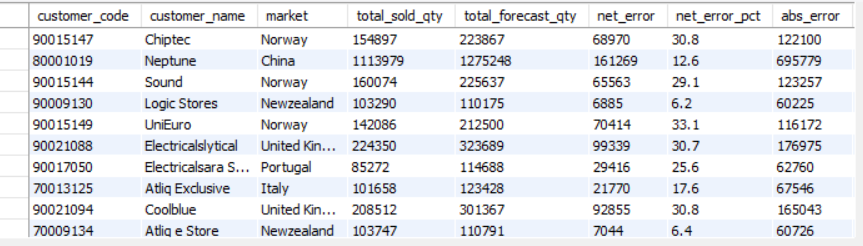 customer_code customer_name market total_sold_qty total_forecast_qty net_error net_error_pct abs_error
90015147 Chiptec Norway 154897 223867 68970 30.8 122100
80001019 Neptune China 1113979 1275248 161269 12.6 695779
90015144 Sound Norway 160074 225637 65563 29.1 123257
90009130 Logic Stores Newzealand 103290 110175 6885 6.2 60225
90015149 UniEuro Norway 142086 212500 70414 33.1 116172
90021088 Electricalslytical United Kin... 224350 323689 99339 30.7 176975
90017050 Electricalsara S... Portugal 85272 114688 29416 25.6 62760
70013125 Atliq Exclusive Italy 101658 123428 21770 17.6 67546
90021094 Coolblue United Kin... 208512 301367 92855 30.8 165043
70009134 Atliq e Store Newzealand 103747 110791 7044 6.4 60726